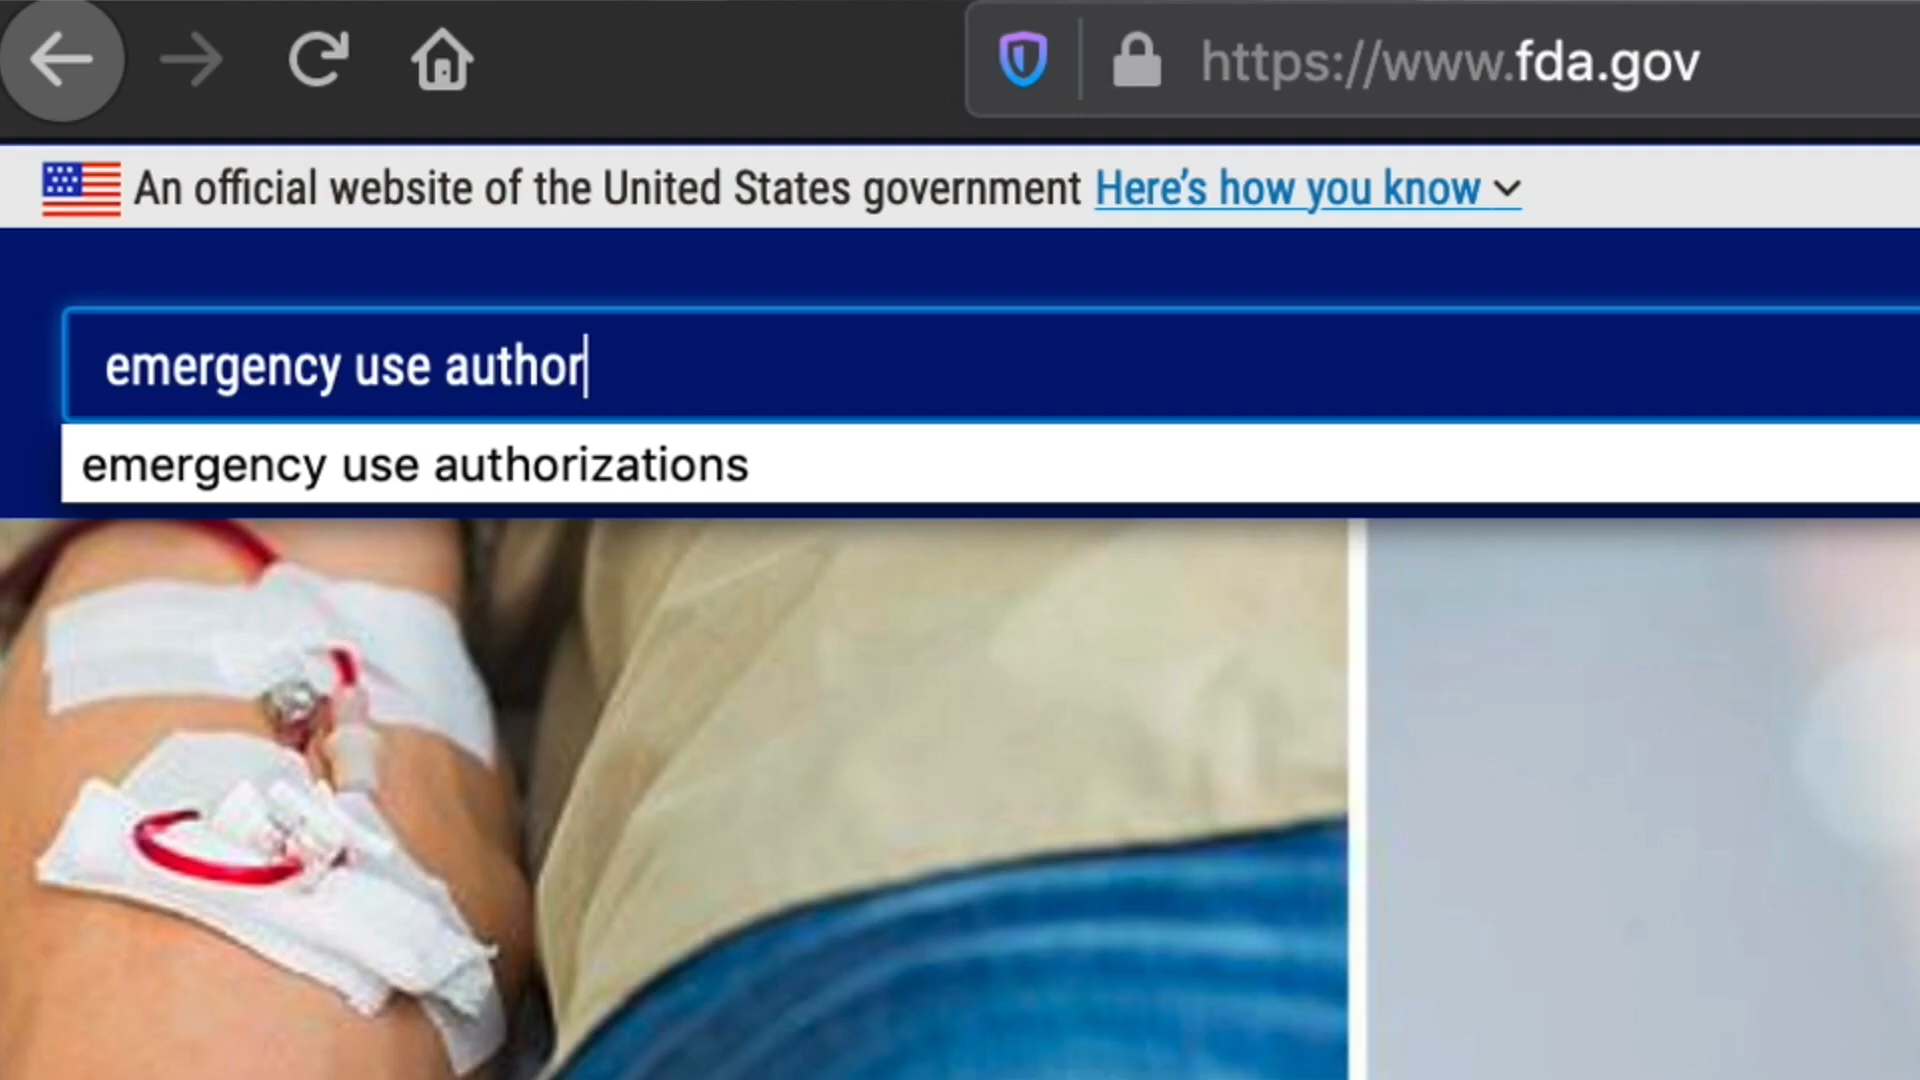 https://www.fda.gov
An official website of the United States government Here's how you know
emergency use author
emergency use authorizations